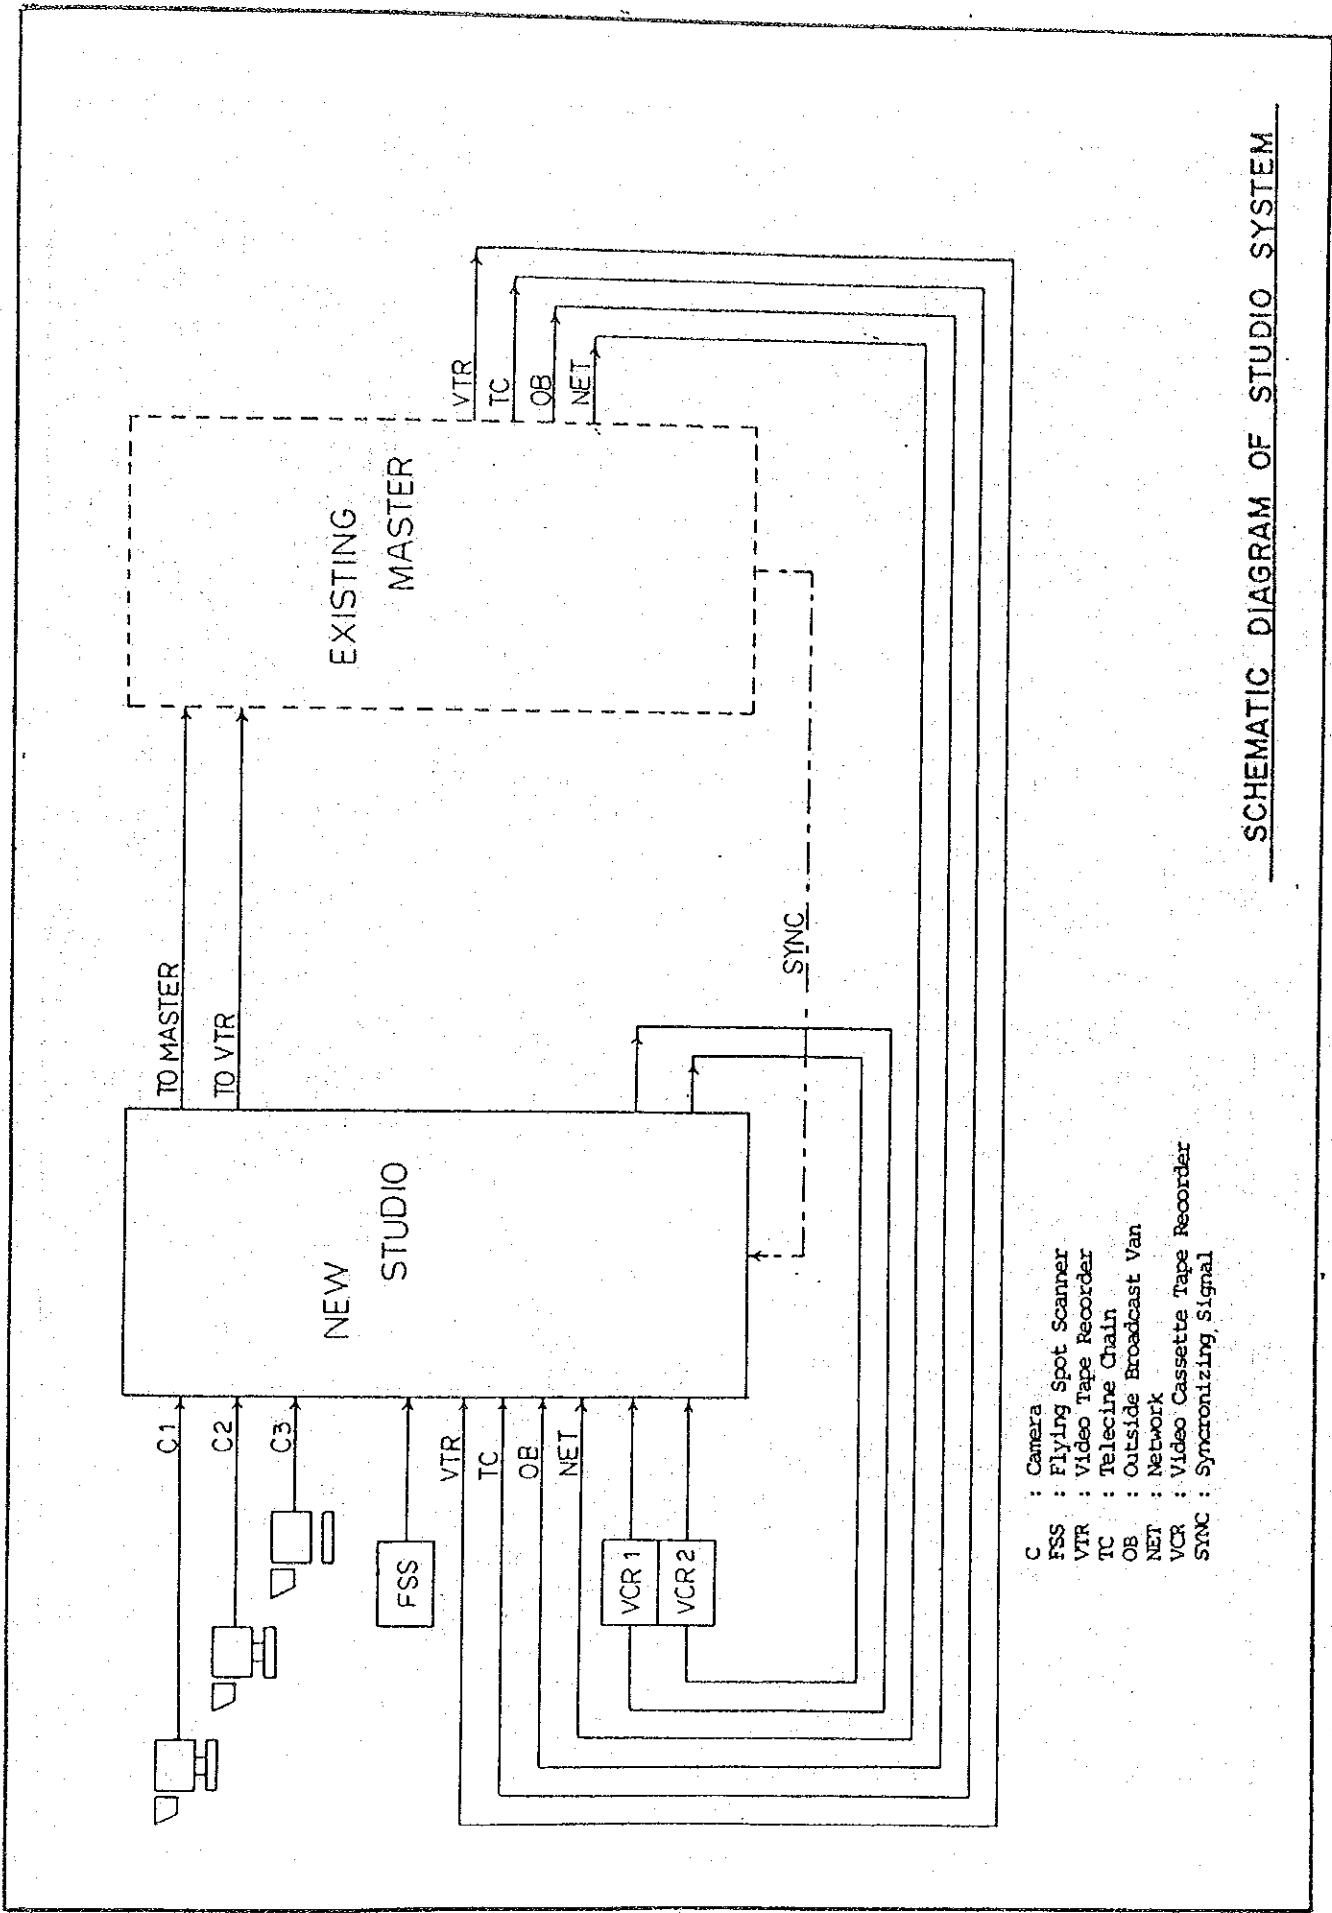 C1
C2
C3
FSS
VTR
TC
OB
NET
VCR 1
VCR 2
NEW
STUDIO
TO MASTER
TO VTR
SYNC
EXISTING
MASTER
VTR
TC
OB
NET
C : Camera
FSS : Flying Spot Scanner
VTR : Video Tape Recorder
TC : Telecine Chain
OB : Outside Broadcast Van
NET : Network
VCR : Video Cassette Tape Recorder
SYNC : Syncronizing Signal
SCHEMATIC DIAGRAM OF STUDIO SYSTEM